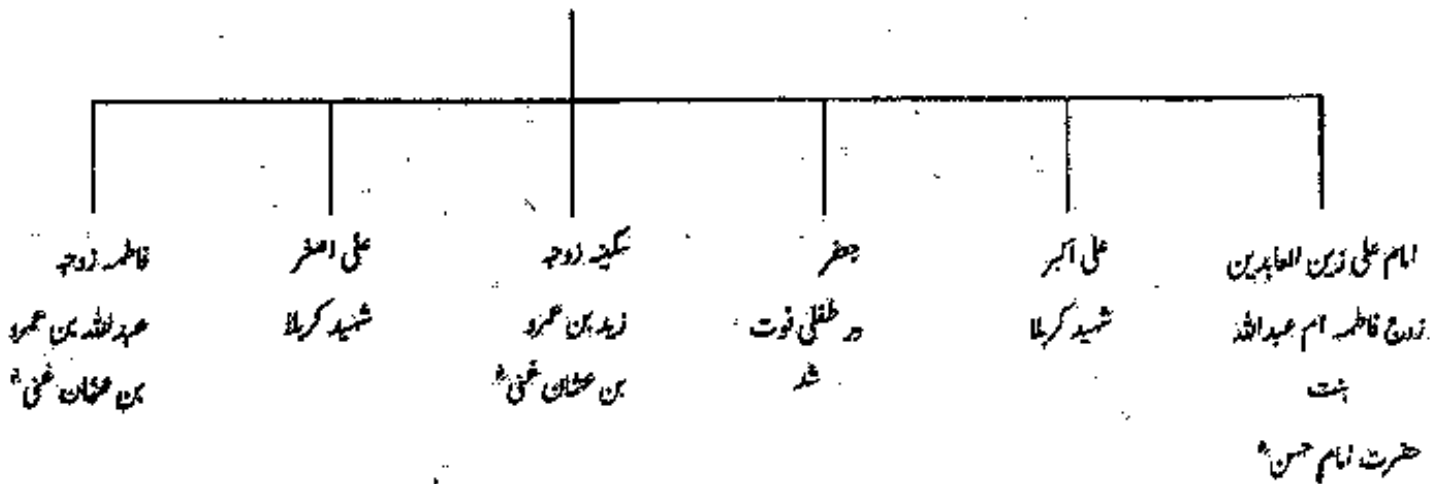 امام علی زین العابدین
زوج فاطمہ ام عبداللہ
بنت
حضرت امام حسنؓ
علی اکبر
شہید کربلا
جعفر
در طفلی فوت
شد
سکینہ زوجہ
زید بن عمرو
بن عثمان غنیؓ
علی اصغر
شہید کربلا
فاطمہ زوجہ
عبداللہ بن عمرو
بن عثمان غنیؓ